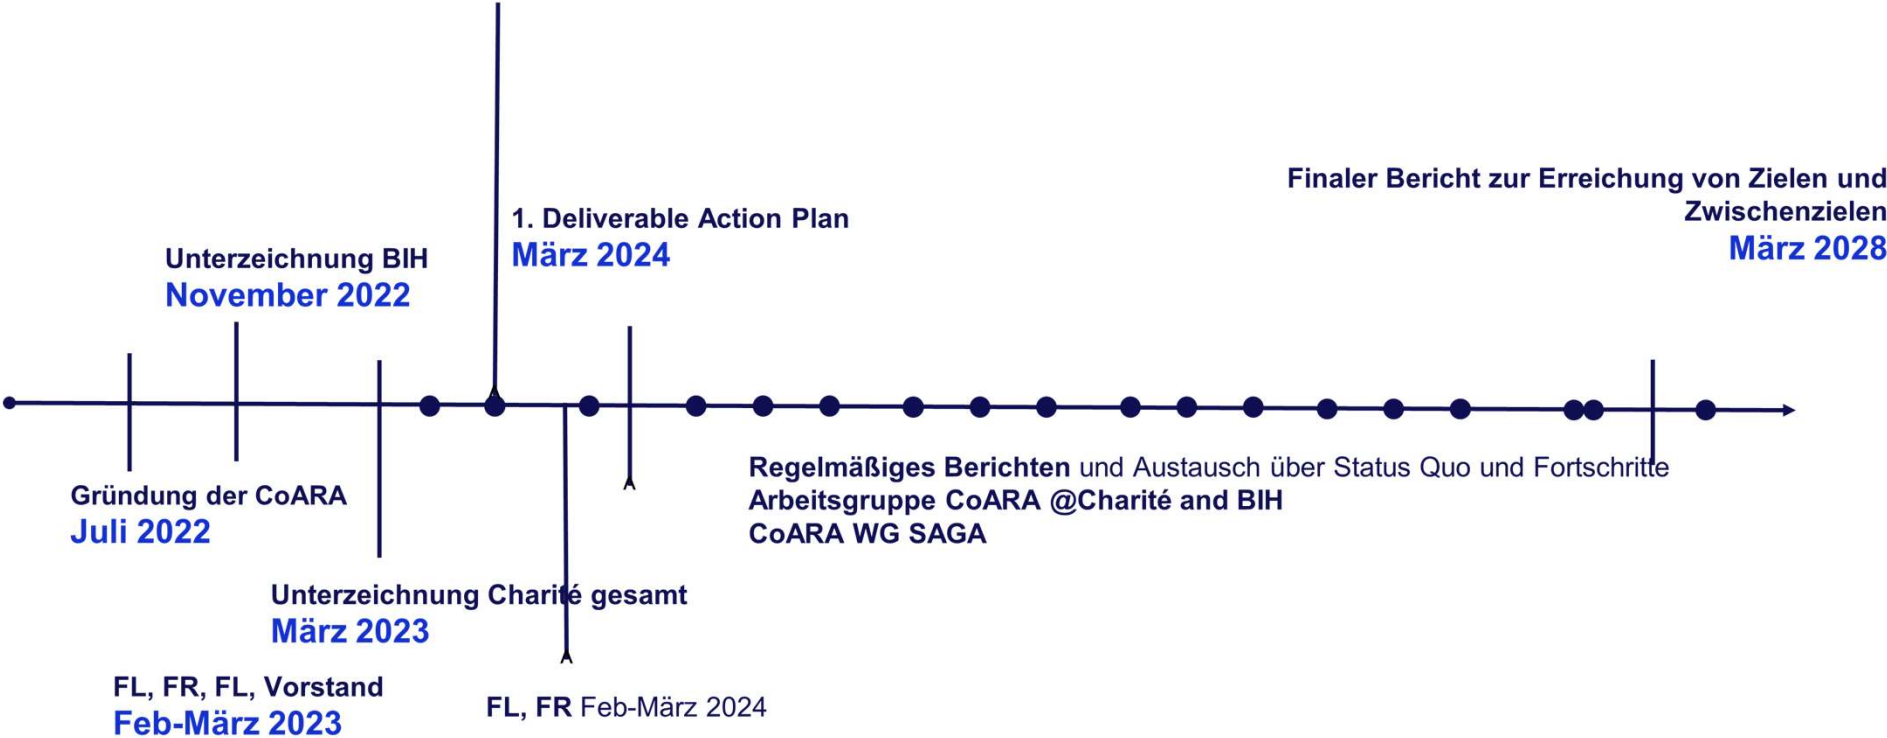 Finaler Bericht zur Erreichung von Zielen und
Zwischenzielen
März 2028
1. Deliverable Action Plan
März 2024
Unterzeichnung BIH
November 2022
Regelmäßiges Berichten und Austausch über Status Quo und Fortschritte
Arbeitsgruppe CoARA @Charité and BIH
CoARA WG SAGA
Gründung der CoARA
Juli 2022
Unterzeichnung Charité gesamt
März 2023
FL, FR, FL, Vorstand
Feb-März 2023
FL, FR Feb-März 2024